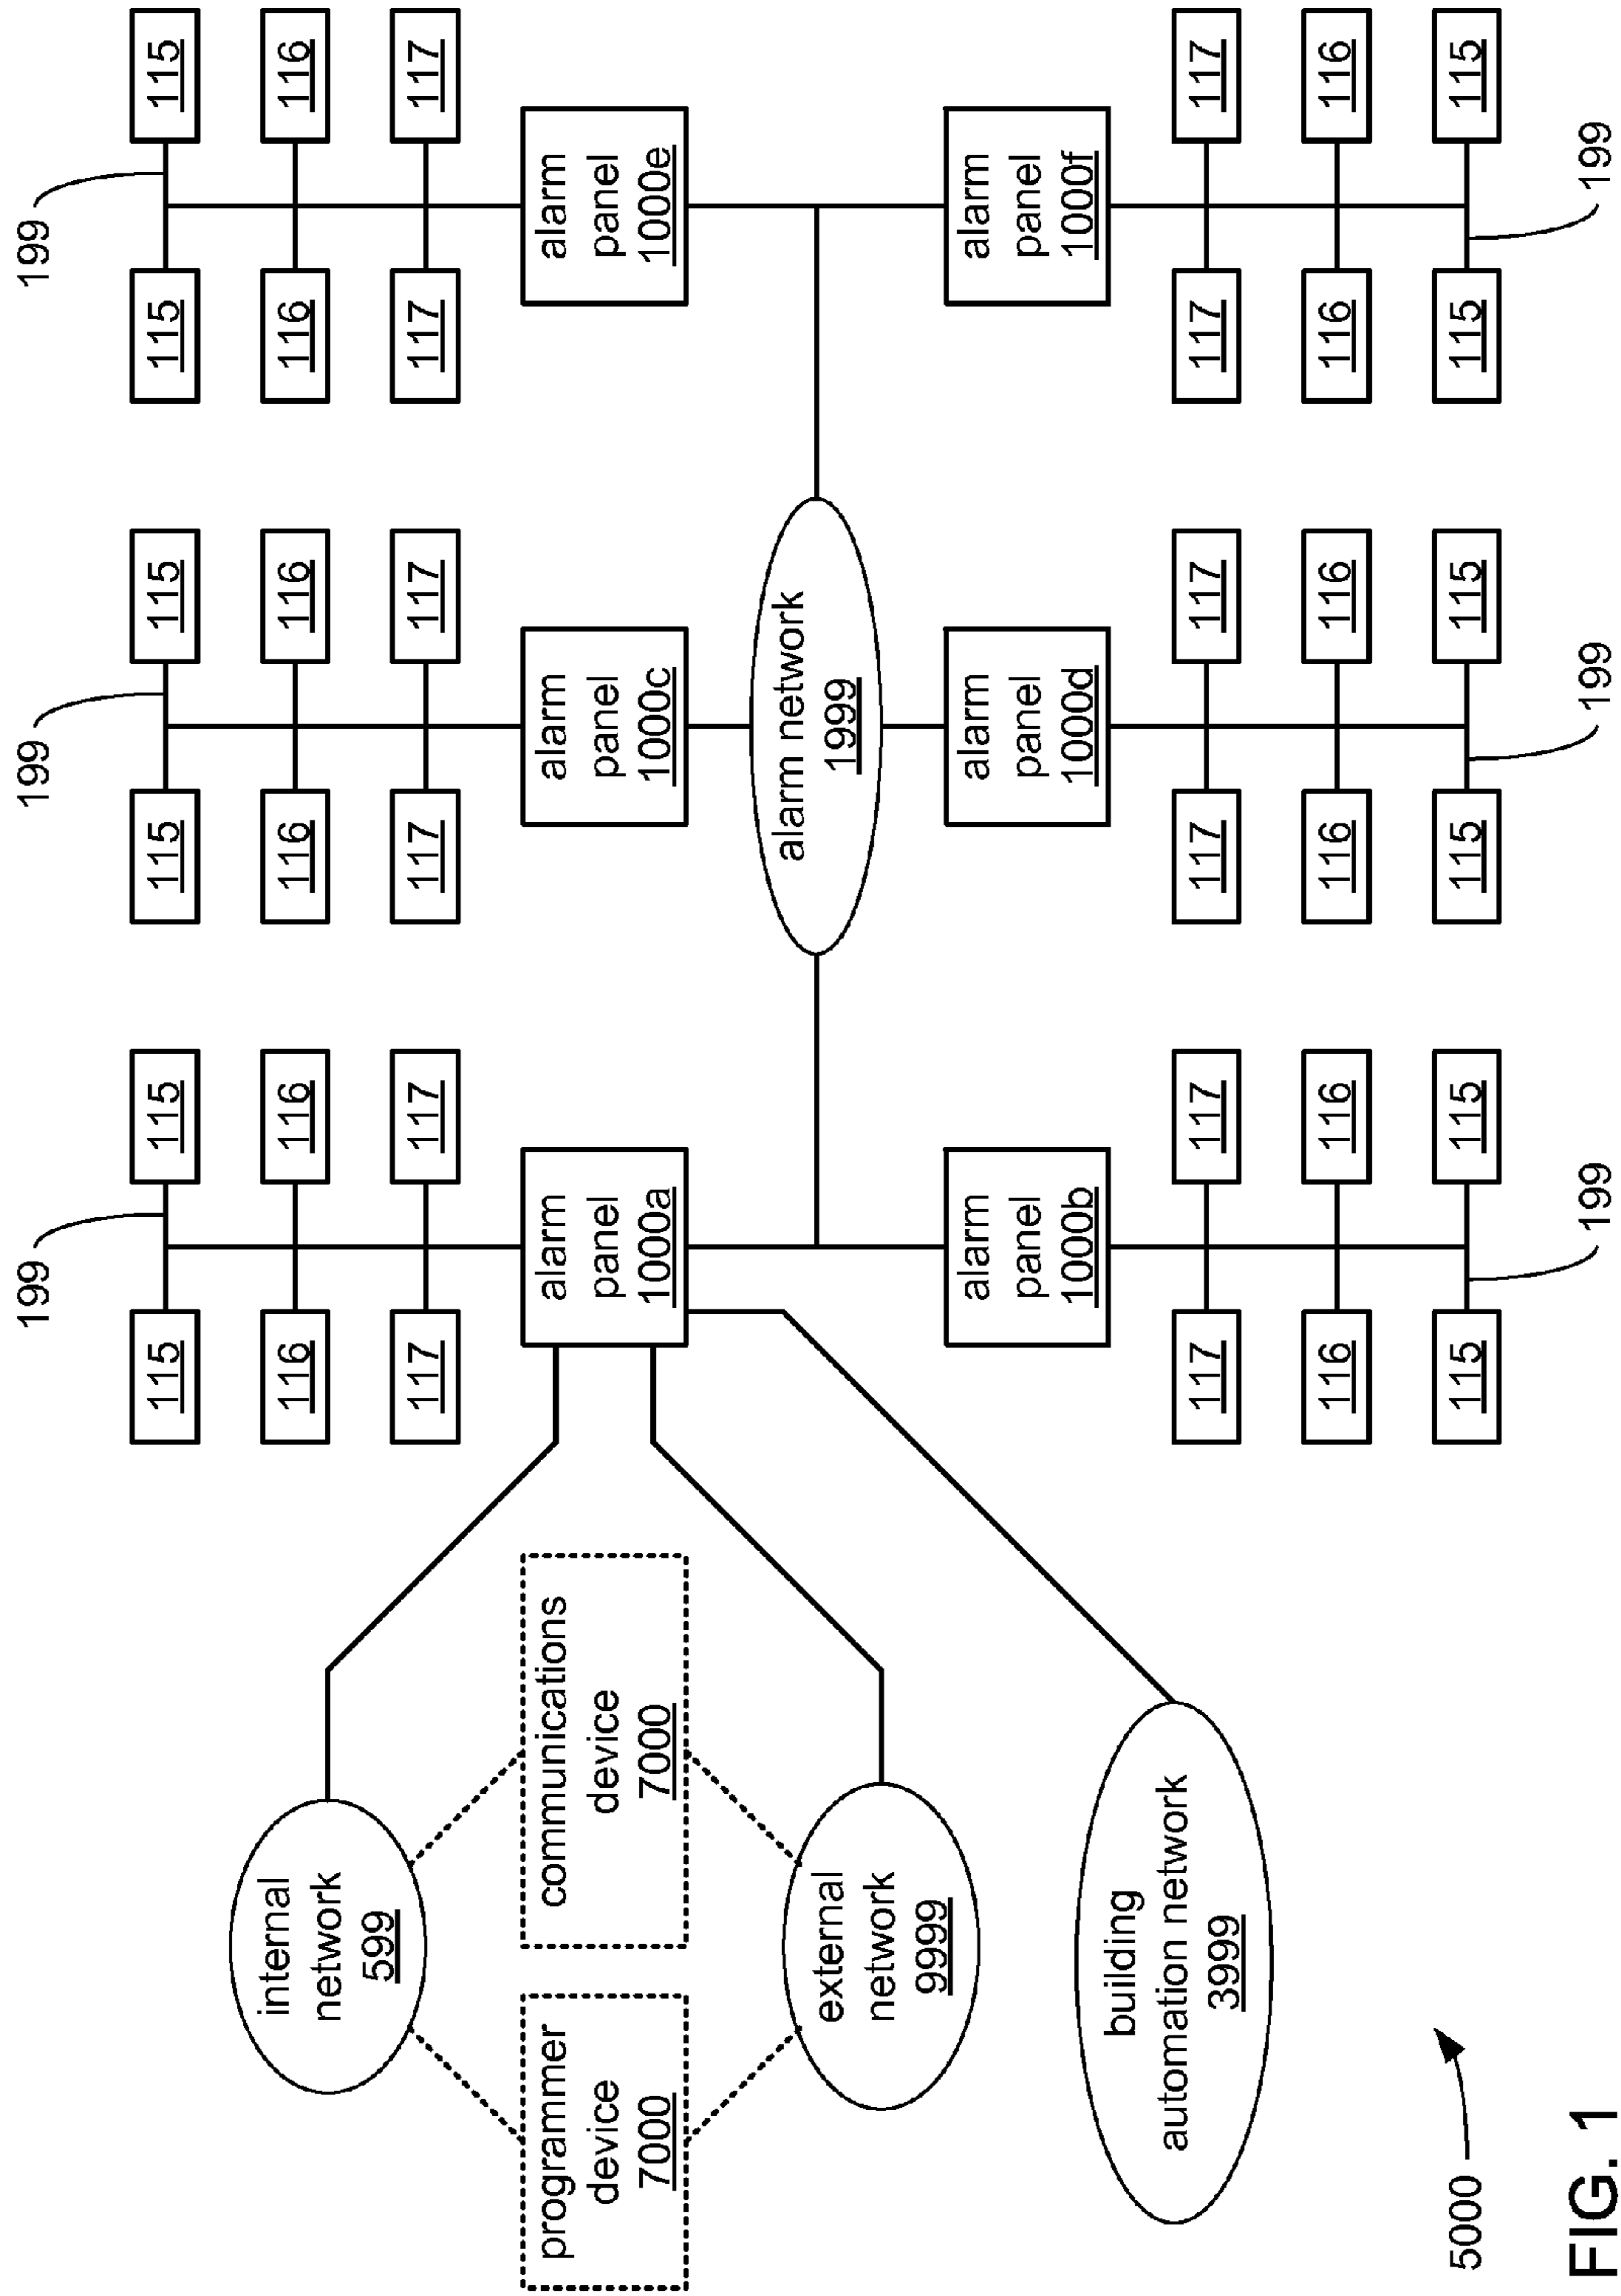 199
199
199
115
115
115
115
115
115
internal
network
599
116
116
116
116
116
116
117
117
117
117
117
117
programmer
device
7000
communications
device
7000
alarm
panel
1000a
alarm
panel
1000c
alarm
panel
1000e
alarm network
1999
external
network
9999
alarm
panel
1000b
alarm
panel
1000d
alarm
panel
1000f
building
automation network
3999
117
117
117
117
117
117
116
116
116
116
116
116
115
115
115
115
115
115
5000
199
199
199
FIG. 1